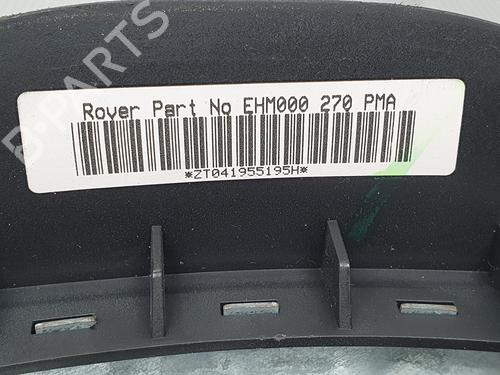 B-PARTS
Rover Part No EHM000 270 PMA
*ZT041955195H*